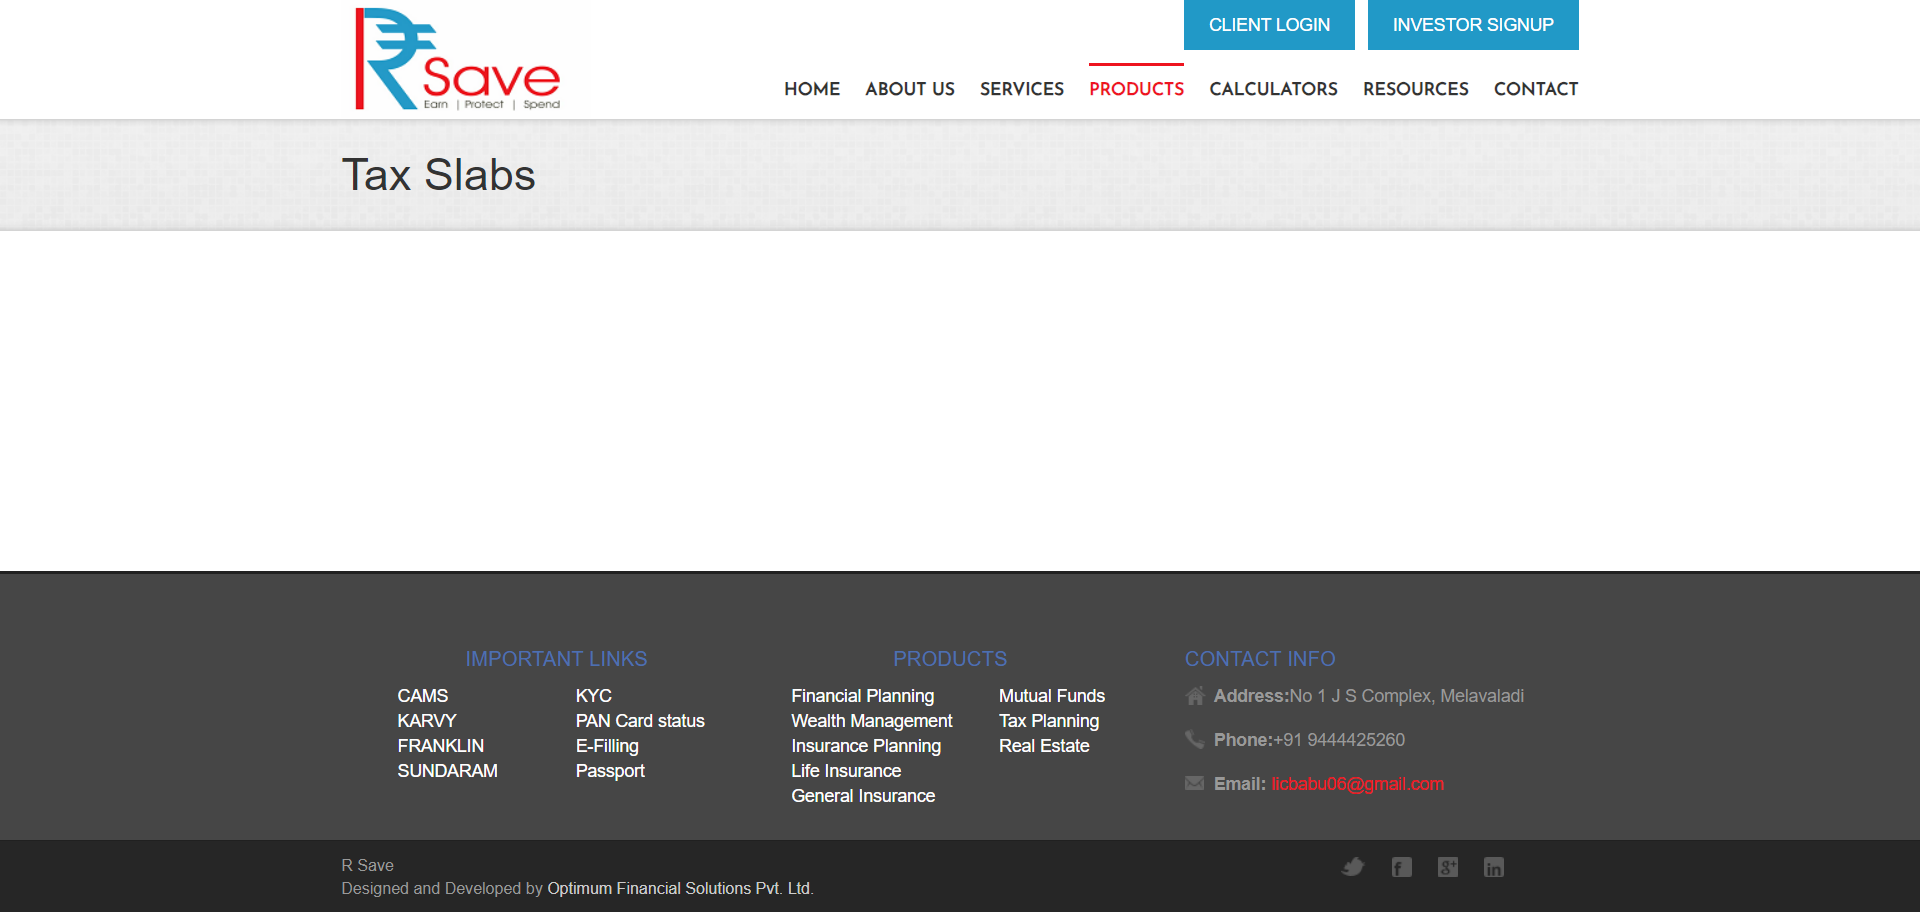 CLIENT LOGIN
INVESTOR SIGNUP
Save
Earn | Protect | Spend
HOME ABOUT US SERVICES PRODUCTS CALCULATORS RESOURCES CONTACT
Tax Slabs
IMPORTANT LINKS
CAMS
KARVY
FRANKLIN
SUNDARAM
KYC
PAN Card status
E-Filling
Passport
PRODUCTS
Financial Planning
Wealth Management
Insurance Planning
Life Insurance
General Insurance
Mutual Funds
Tax Planning
Real Estate
CONTACT INFO
Address:No 1 J S Complex, Melavaladi
Phone:+91 9444425260
Email: licbabu06@gmail.com
R Save
Designed and Developed by Optimum Financial Solutions Pvt. Ltd.